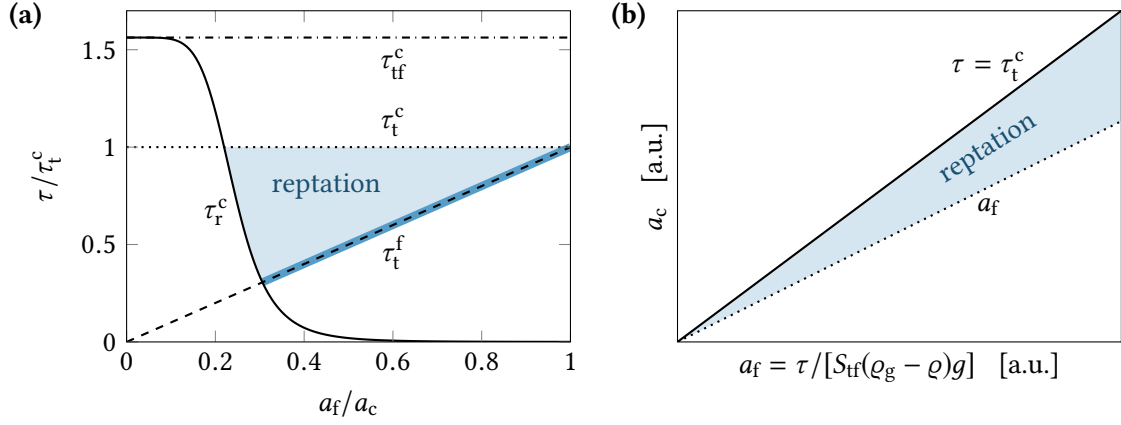 (a)
1.5
1
0.5
0
τ/τ_t^c
τ_tf^c
τ_t^c
reptation
τ_r^c
τ_t^f
0 0.2 0.4 0.6 0.8 1
a_f/a_c
(b)
τ = τ_t^c
reptation
a_f
a_c [a.u.]
a_f = τ/[S_tf(ϱ_g − ϱ)g] [a.u.]